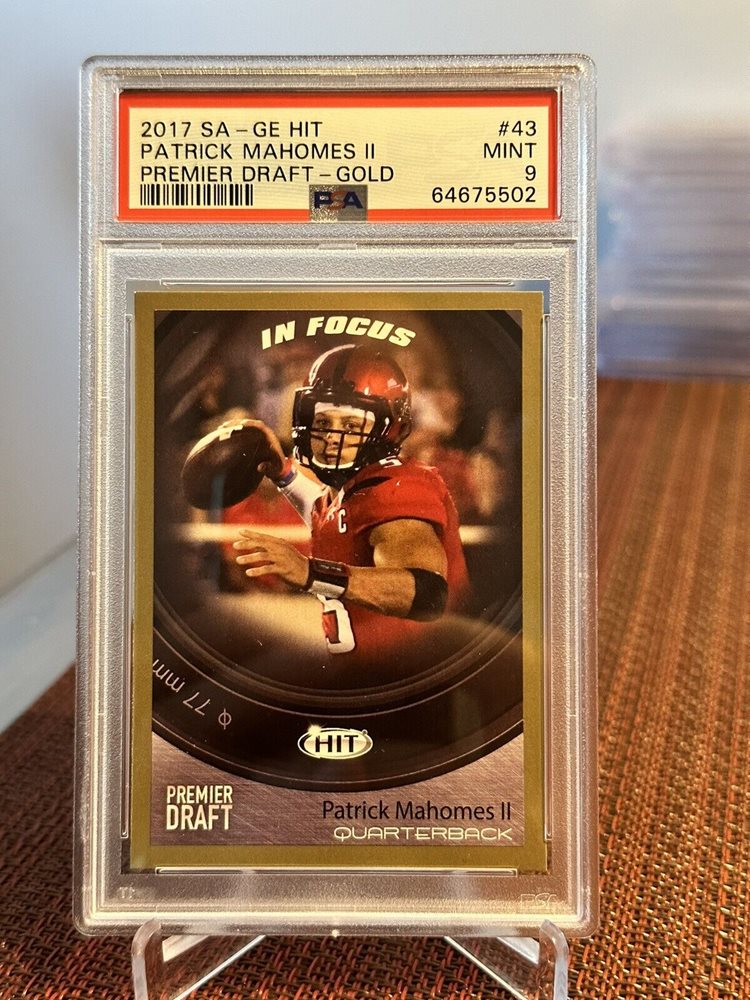 2017 SA-GE HIT #43
PATRICK MAHOMES II MINT
PREMIER DRAFT-GOLD 9
PSA 64675502
IN FOCUS
C
ø 77 mm
HIT
PREMIER
DRAFT
Patrick Mahomes II
QUARTERBACK